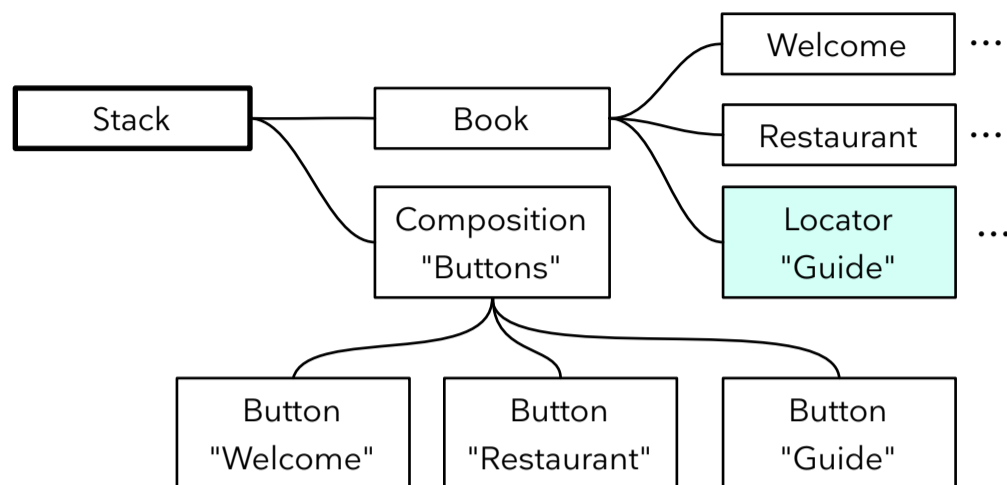 Welcome ...
Stack
Book
Restaurant ...
Composition
"Buttons"
Locator
"Guide" ...
Button
"Welcome"
Button
"Restaurant"
Button
"Guide"